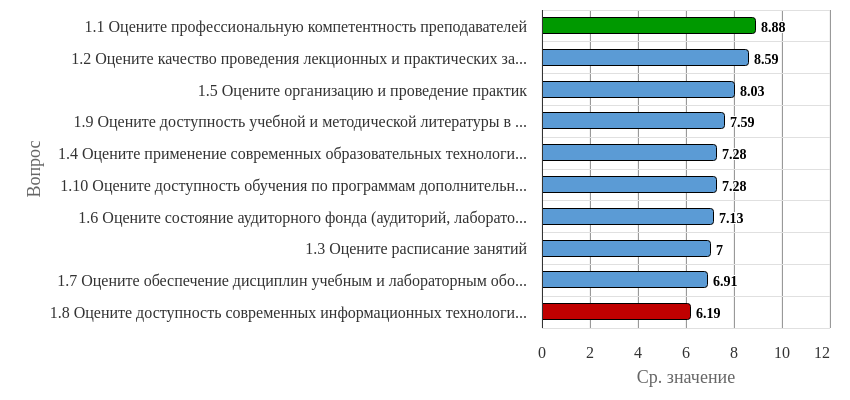 1.1 Оцените профессиональную компетентность преподавателей 8.88
1.2 Оцените качество проведения лекционных и практических за... 8.59
1.5 Оцените организацию и проведение практик 8.03
1.9 Оцените доступность учебной и методической литературы в ... 7.59
1.4 Оцените применение современных образовательных технологи... 7.28
1.10 Оцените доступность обучения по программам дополнительн... 7.28
1.6 Оцените состояние аудиторного фонда (аудиторий, лаборато... 7.13
1.3 Оцените расписание занятий 7
1.7 Оцените обеспечение дисциплин учебным и лабораторным обо... 6.91
1.8 Оцените доступность современных информационных технологи... 6.19
Вопрос
0 2 4 6 8 10 12
Ср. значение